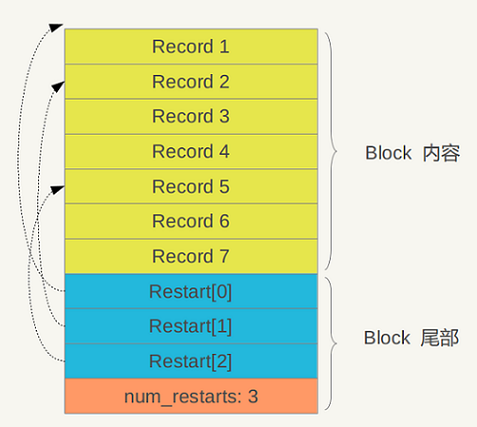 Record 1
Record 2
Record 3
Record 4
Record 5
Record 6
Record 7
Block 内容
Restart[0]
Restart[1]
Restart[2]
num_restarts: 3
Block 尾部